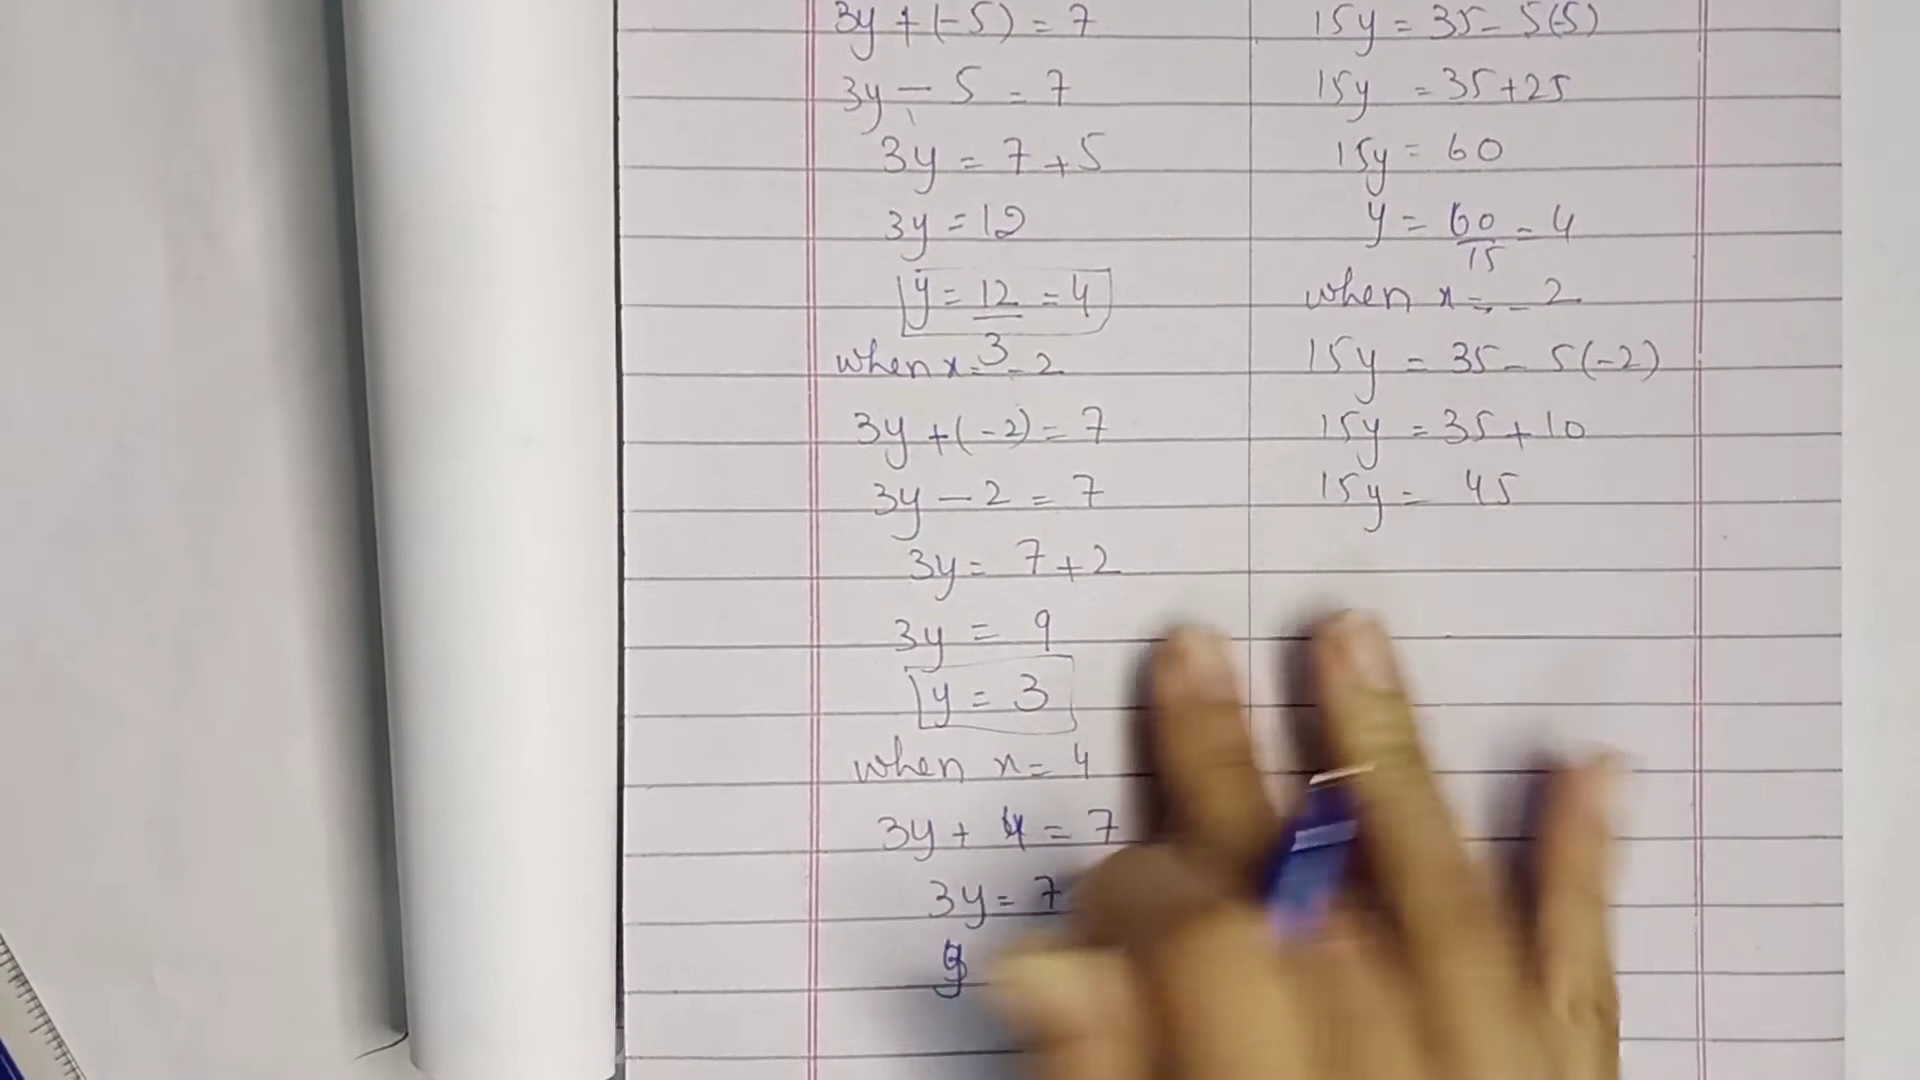 3y + (-5) = 7
3y - 5 = 7
3y = 7 + 5
3y = 12
y = 12/3 = 4
when x = -2
3y + (-2) = 7
3y - 2 = 7
3y = 7 + 2
3y = 9
y = 3
when x = 4
3y + 4 = 7
3y = 7
15y = 35 - 5(-5)
15y = 35 + 25
15y = 60
y = 60/15 = 4
when x = -2
15y = 35 - 5(-2)
15y = 35 + 10
15y = 45